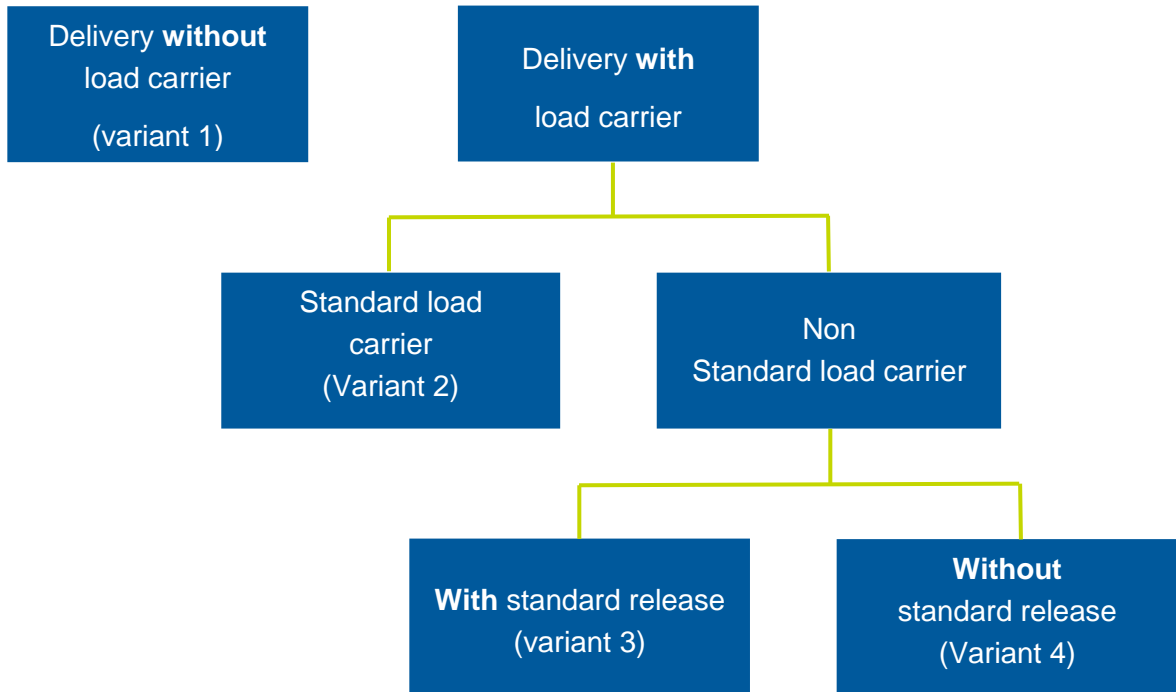 Delivery without
load carrier
(variant 1)
Delivery with
load carrier
Standard load
carrier
(Variant 2)
Non
Standard load carrier
With standard release
(variant 3)
Without
standard release
(Variant 4)